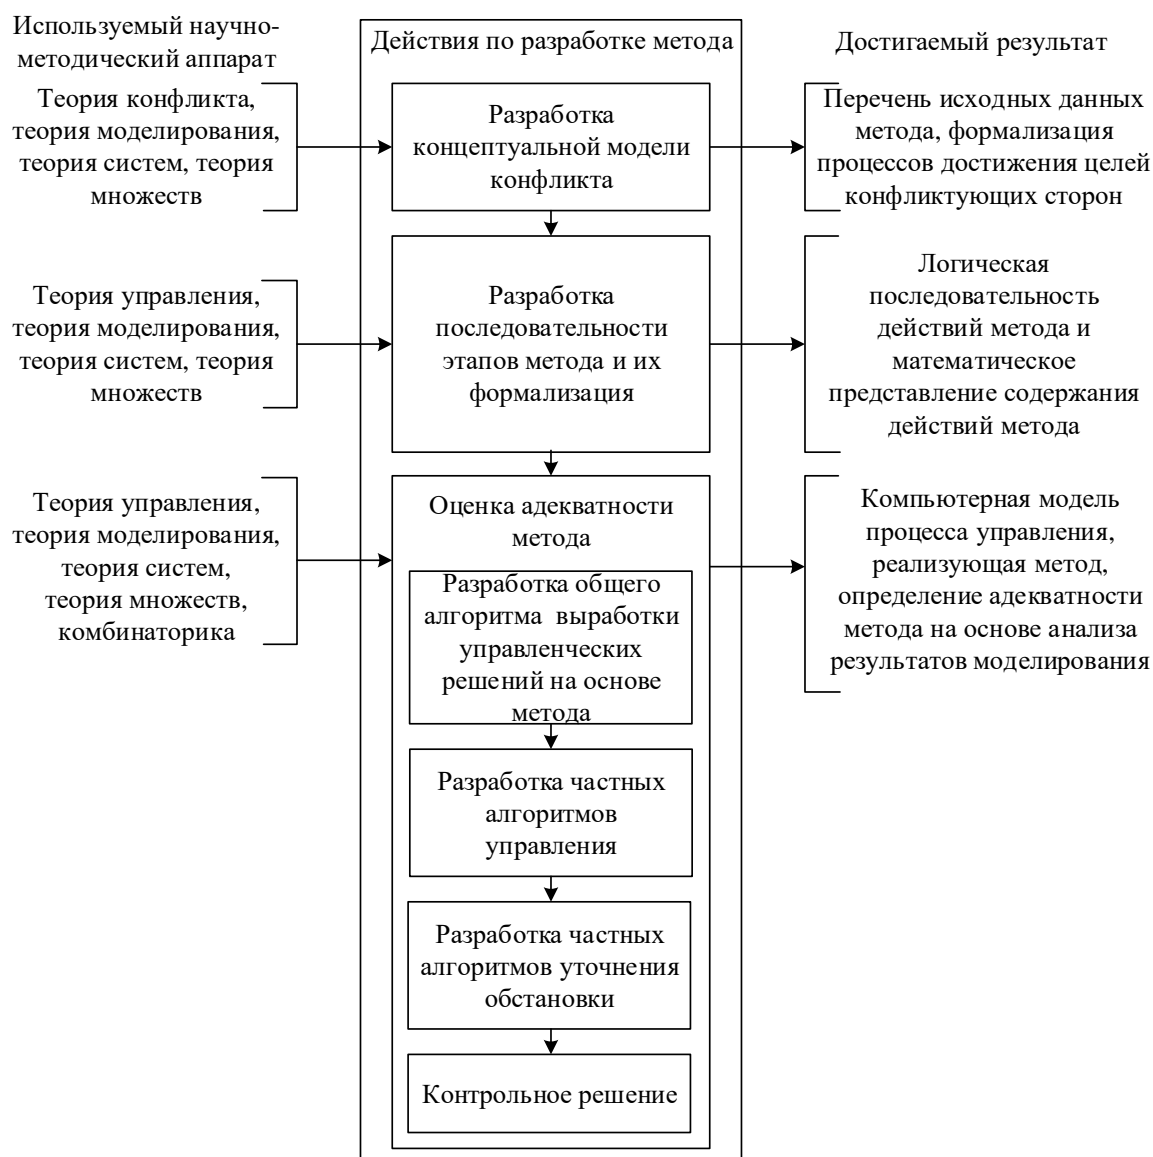 Используемый научно-
методический аппарат
Действия по разработке метода
Достигаемый результат
Теория конфликта,
теория моделирования,
теория систем, теория
множеств
Разработка
концептуальной модели
конфликта
Перечень исходных данных
метода, формализация
процессов достижения целей
конфликтующих сторон
Теория управления,
теория моделирования,
теория систем, теория
множеств
Разработка
последовательности
этапов метода и их
формализация
Логическая
последовательность
действий метода и
математическое
представление содержания
действий метода
Теория управления,
теория моделирования,
теория систем,
теория множеств,
комбинаторика
Оценка адекватности
метода
Компьютерная модель
процесса управления,
реализующая метод,
определение адекватности
метода на основе анализа
результатов моделирования
Разработка общего
алгоритма выработки
управленческих
решений на основе
метода
Разработка частных
алгоритмов
управления
Разработка частных
алгоритмов уточнения
обстановки
Контрольное решение